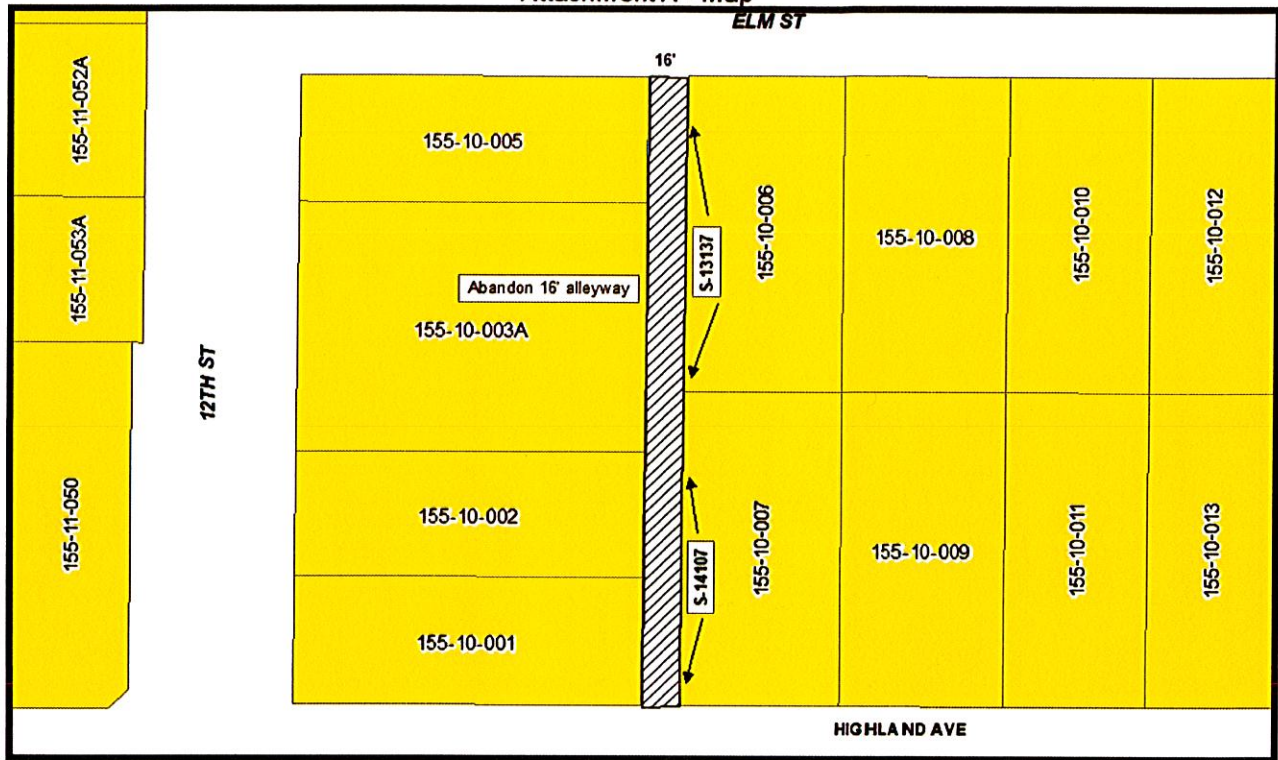 Attachment A - Map
ELM ST
16'
155-11-052A
155-10-005
155-10-006
155-10-008
155-10-010
155-10-012
155-11-053A
S-13137
Abandon 16' alleyway
155-10-003A
12TH ST
155-11-050
155-10-002
155-10-007
155-10-009
155-10-011
155-10-013
S-14107
155-10-001
HIGHLAND AVE